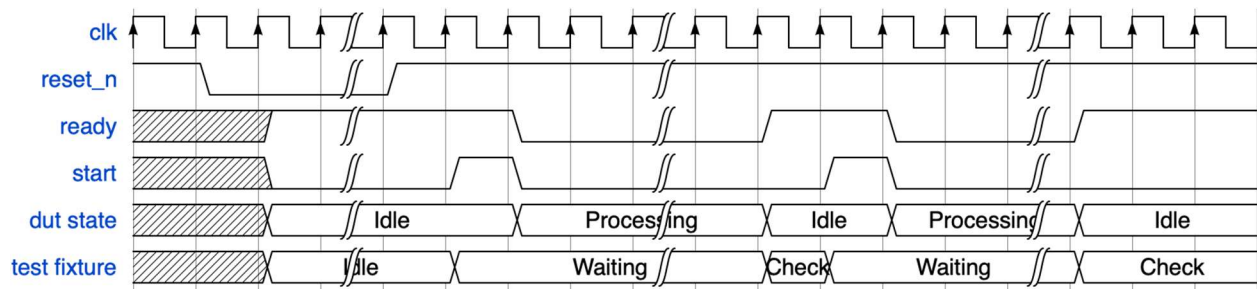 clk
reset_n
ready
start
dut state Idle Processing Idle Processing Idle
test fixture Idle Waiting Check Waiting Check